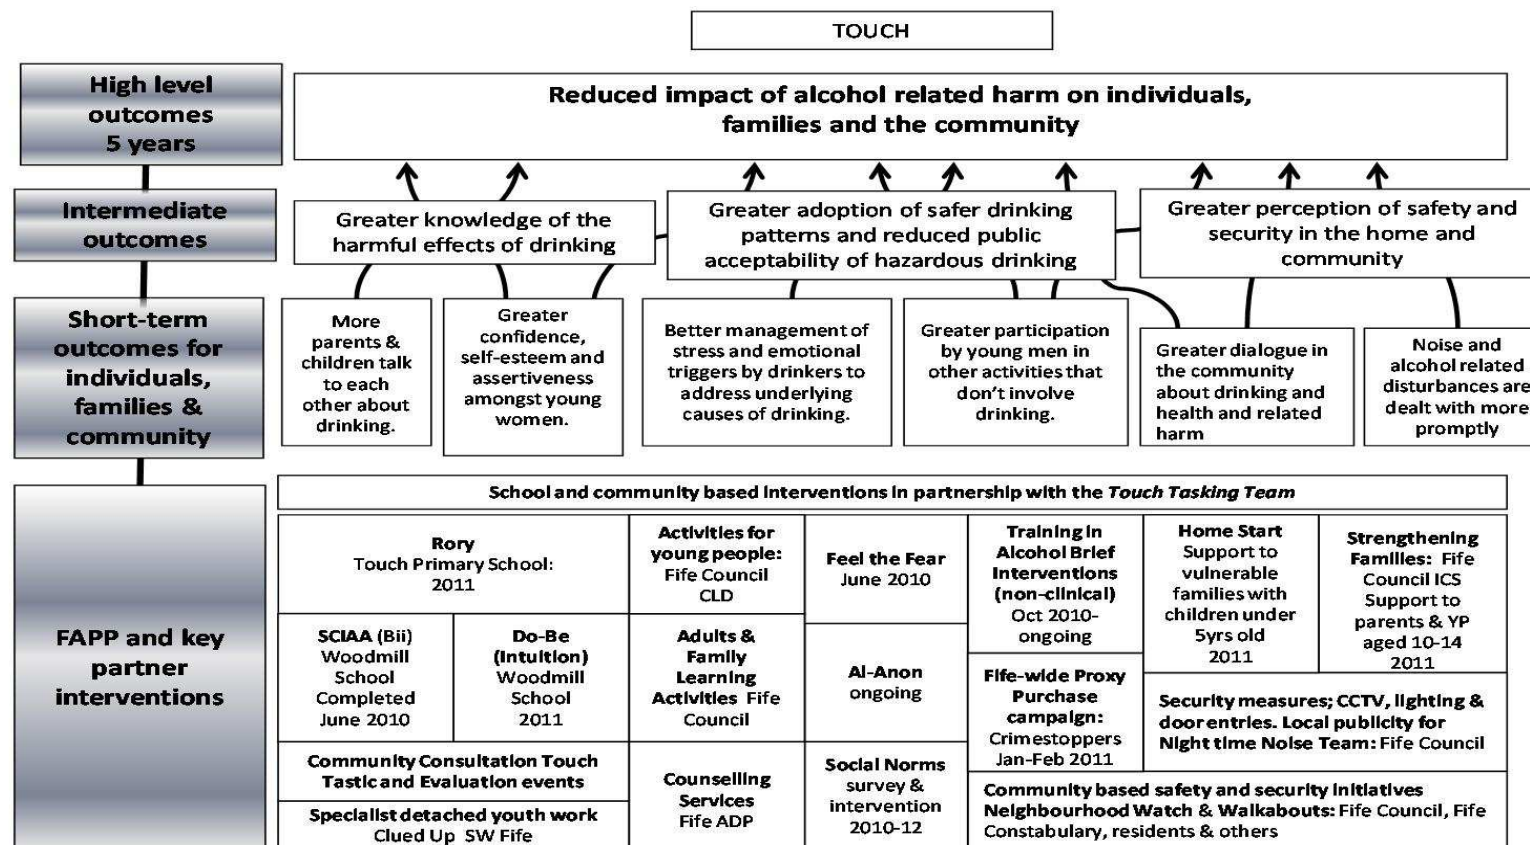 TOUCH
High level
outcomes
5 years
Reduced impact of alcohol related harm on individuals,
families and the community
Intermediate
outcomes
Greater knowledge of the
harmful effects of drinking
Greater adoption of safer drinking
patterns and reduced public
acceptability of hazardous drinking
Greater perception of safety and
security in the home and
community
Short-term
outcomes for
individuals,
families &
community
More
parents &
children talk
to each
other about
drinking.
Greater
confidence,
self-esteem and
assertiveness
amongst young
women.
Better management of
stress and emotional
triggers by drinkers to
address underlying
causes of drinking.
Greater participation
by young men in
other activities that
don't involve
drinking.
Greater dialogue in
the community
about drinking and
health and related
harm
Noise and
alcohol related
disturbances are
dealt with more
promptly
FAPP and key
partner
interventions
School and community based interventions in partnership with the Touch Tasking Team
Rory
Touch Primary School:
2011
SCIAA (Bii)
Woodmill
School
Completed
June 2010
Do-Be
(Intuition)
Woodmill
School
2011
Community Consultation Touch
Tastic and Evaluation events
Specialist detached youth work
Clued Up SW Fife
Activities for
young people:
Fife Council
CLD
Adults &
Family
Learning
Activities Fife
Council
Counselling
Services
Fife ADP
Feel the Fear
June 2010
Al-Anon
ongoing
Social Norms
survey &
intervention
2010-12
Training in
Alcohol Brief
Interventions
(non-clinical)
Oct 2010-
ongoing
Fife-wide Proxy
Purchase
campaign:
Crimestoppers
Jan-Feb 2011
Home Start
Support to
vulnerable
families with
children under
5yrs old
2011
Strengthening
Families: Fife
Council ICS
Support to
parents & YP
aged 10-14
2011
Security measures; CCTV, lighting &
door entries. Local publicity for
Night time Noise Team: Fife Council
Community based safety and security initiatives
Neighbourhood Watch & Walkabouts: Fife Council, Fife
Constabulary, residents & others